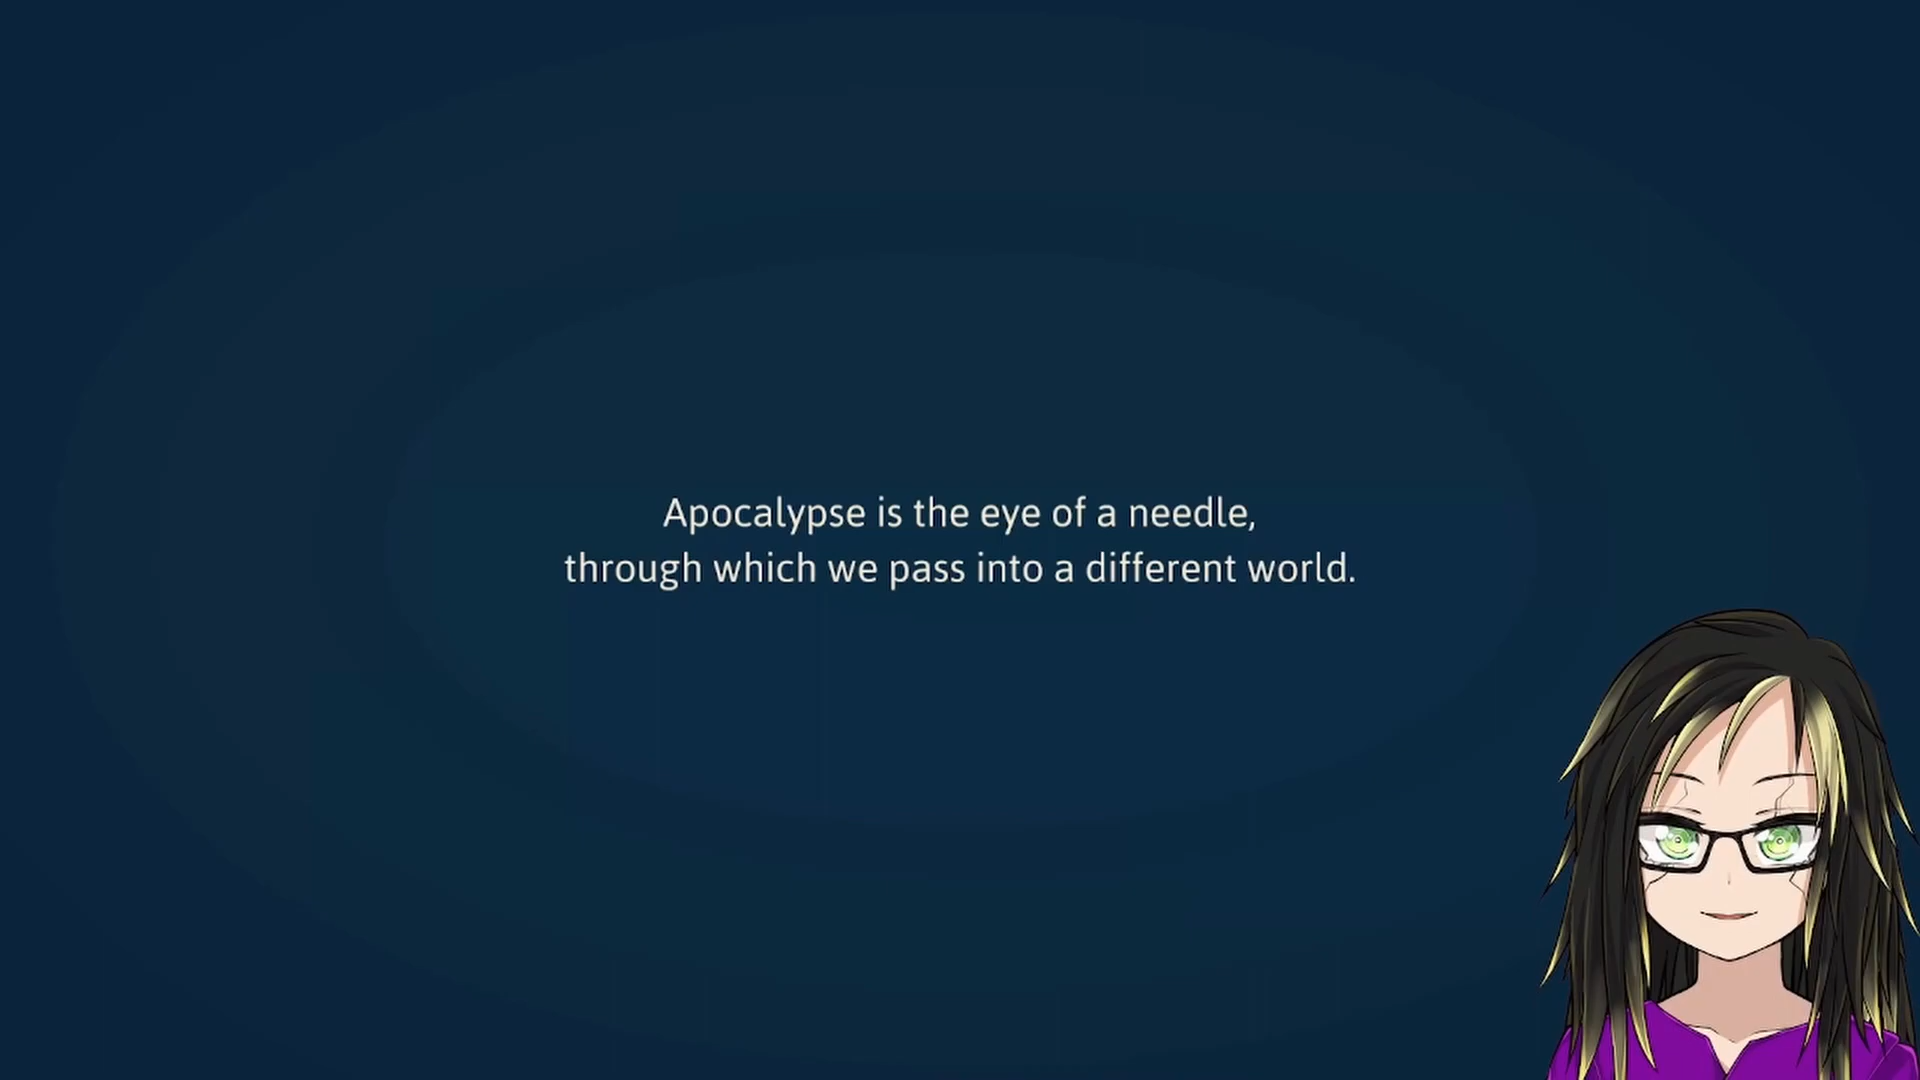 Apocalypse is the eye of a needle,
through which we pass into a different world.